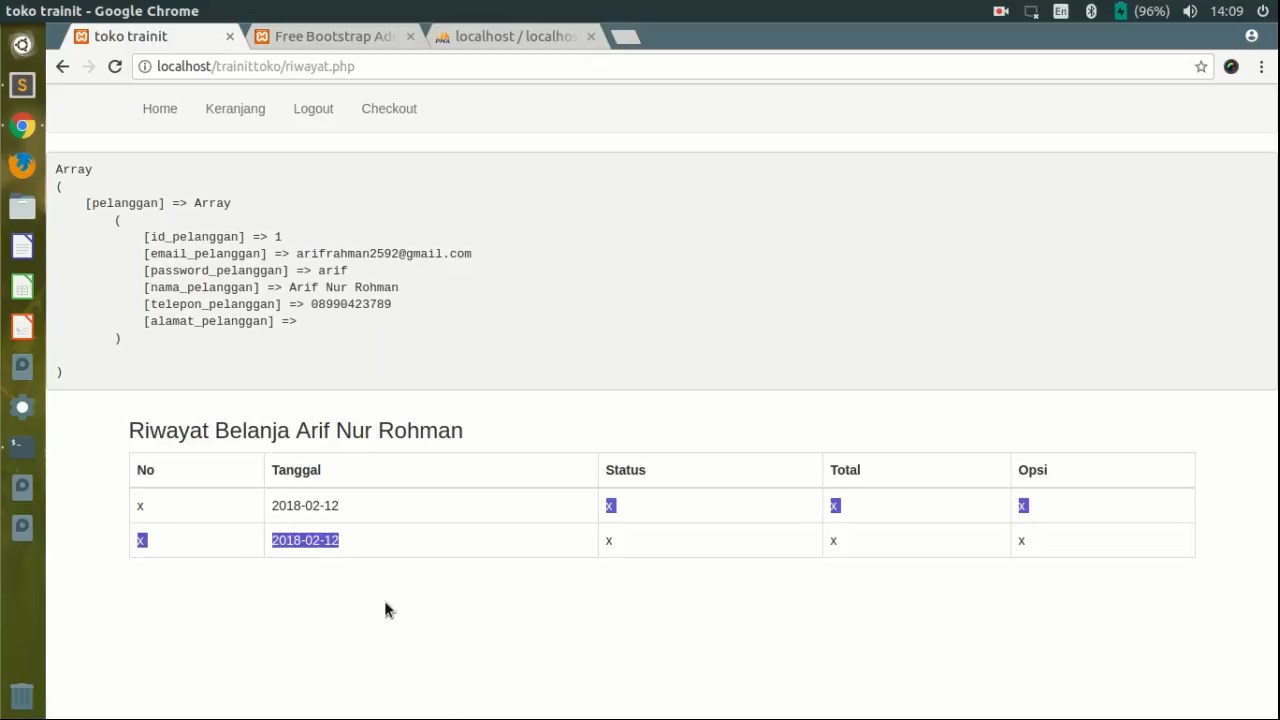 toko trainit - Google Chrome
En (96%) 14:09
toko trainit × Free Bootstrap Ad × localhost / localhos ×
localhost/trainittoko/riwayat.php
Home Keranjang Logout Checkout
Array
(
[pelanggan] => Array
(
[id_pelanggan] => 1
[email_pelanggan] => arifrahman2592@gmail.com
[password_pelanggan] => arif
[nama_pelanggan] => Arif Nur Rohman
[telepon_pelanggan] => 08990423789
[alamat_pelanggan] =>
)
)
Riwayat Belanja Arif Nur Rohman
No Tanggal Status Total Opsi
x 2018-02-12 x x x
x 2018-02-12 x x x